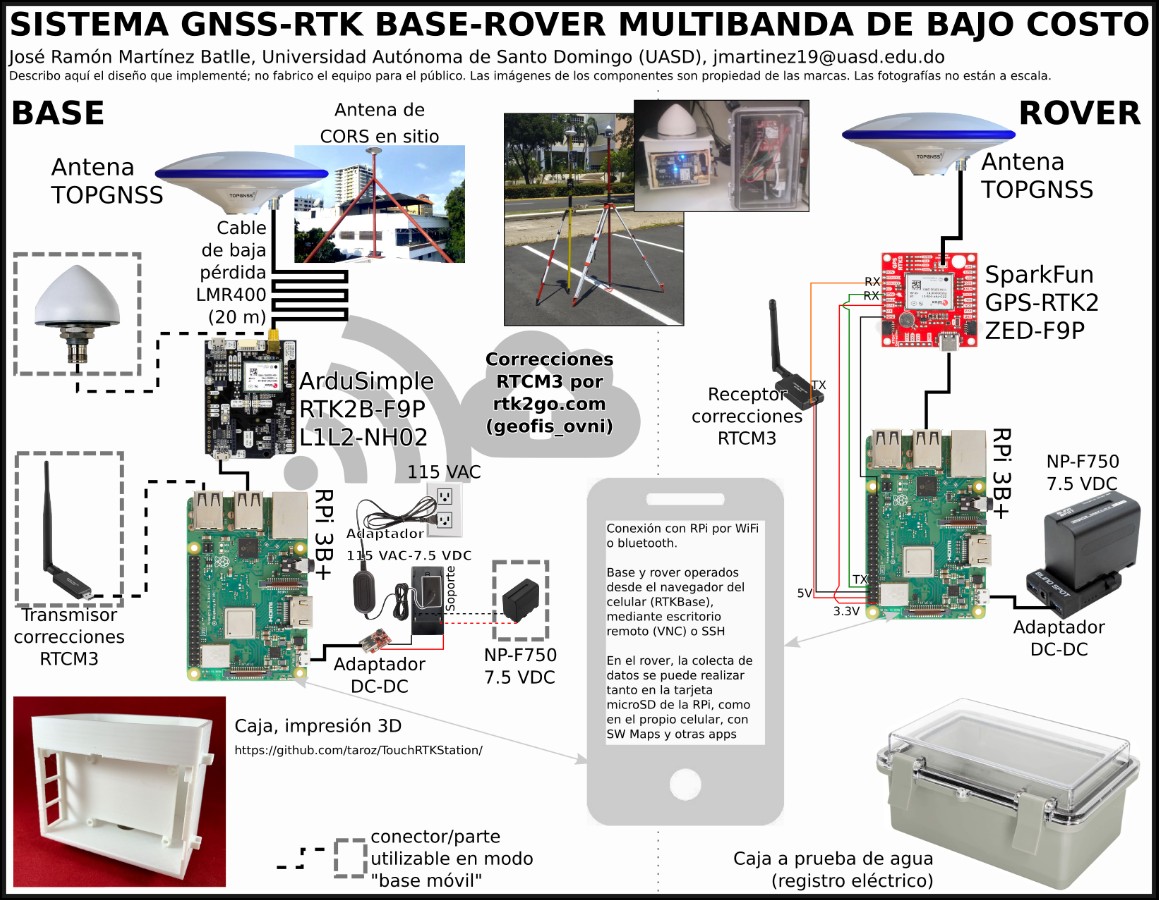 SISTEMA GNSS-RTK BASE-ROVER MULTIBANDA DE BAJO COSTO
José Ramón Martínez Batlle, Universidad Autónoma de Santo Domingo (UASD), jmartinez19@uasd.edu.do
Describo aquí el diseño que implementé; no fabrico el equipo para el público. Las imágenes de los componentes son propiedad de las marcas. Las fotografías no están a escala.
BASE
Antena de
CORS en sitio
Antena
TOPGNSS
TOPGNSS
Cable
de baja
pérdida
LMR400
(20 m)
ArduSimple
RTK2B-F9P
L1L2-NH02
115 VAC
Adaptador
115 VAC-7.5 VDC
RPi 3B+
Soporte
Transmisor
correcciones
RTCM3
Adaptador
DC-DC
NP-F750
7.5 VDC
Caja, impresión 3D
https://github.com/taroz/TouchRTKStation/
conector/parte
utilizable en modo
"base móvil"
Correcciones
RTCM3 por
rtk2go.com
(geofis_ovni)
Conexión con RPi por WiFi
o bluetooth.
Base y rover operados
desde el navegador del
celular (RTKBase),
mediante escritorio
remoto (VNC) o SSH
En el rover, la colecta de
datos se puede realizar
tanto en la tarjeta
microSD de la RPi, como
en el propio celular, con
SW Maps y otras apps
ROVER
TOPGNSS
Antena
TOPGNSS
RX
RX
SparkFun
GPS-RTK2
ZED-F9P
TX
Receptor
correcciones
RTCM3
RPi 3B+
NP-F750
7.5 VDC
TX
5V
3.3V
Adaptador
DC-DC
Caja a prueba de agua
(registro eléctrico)